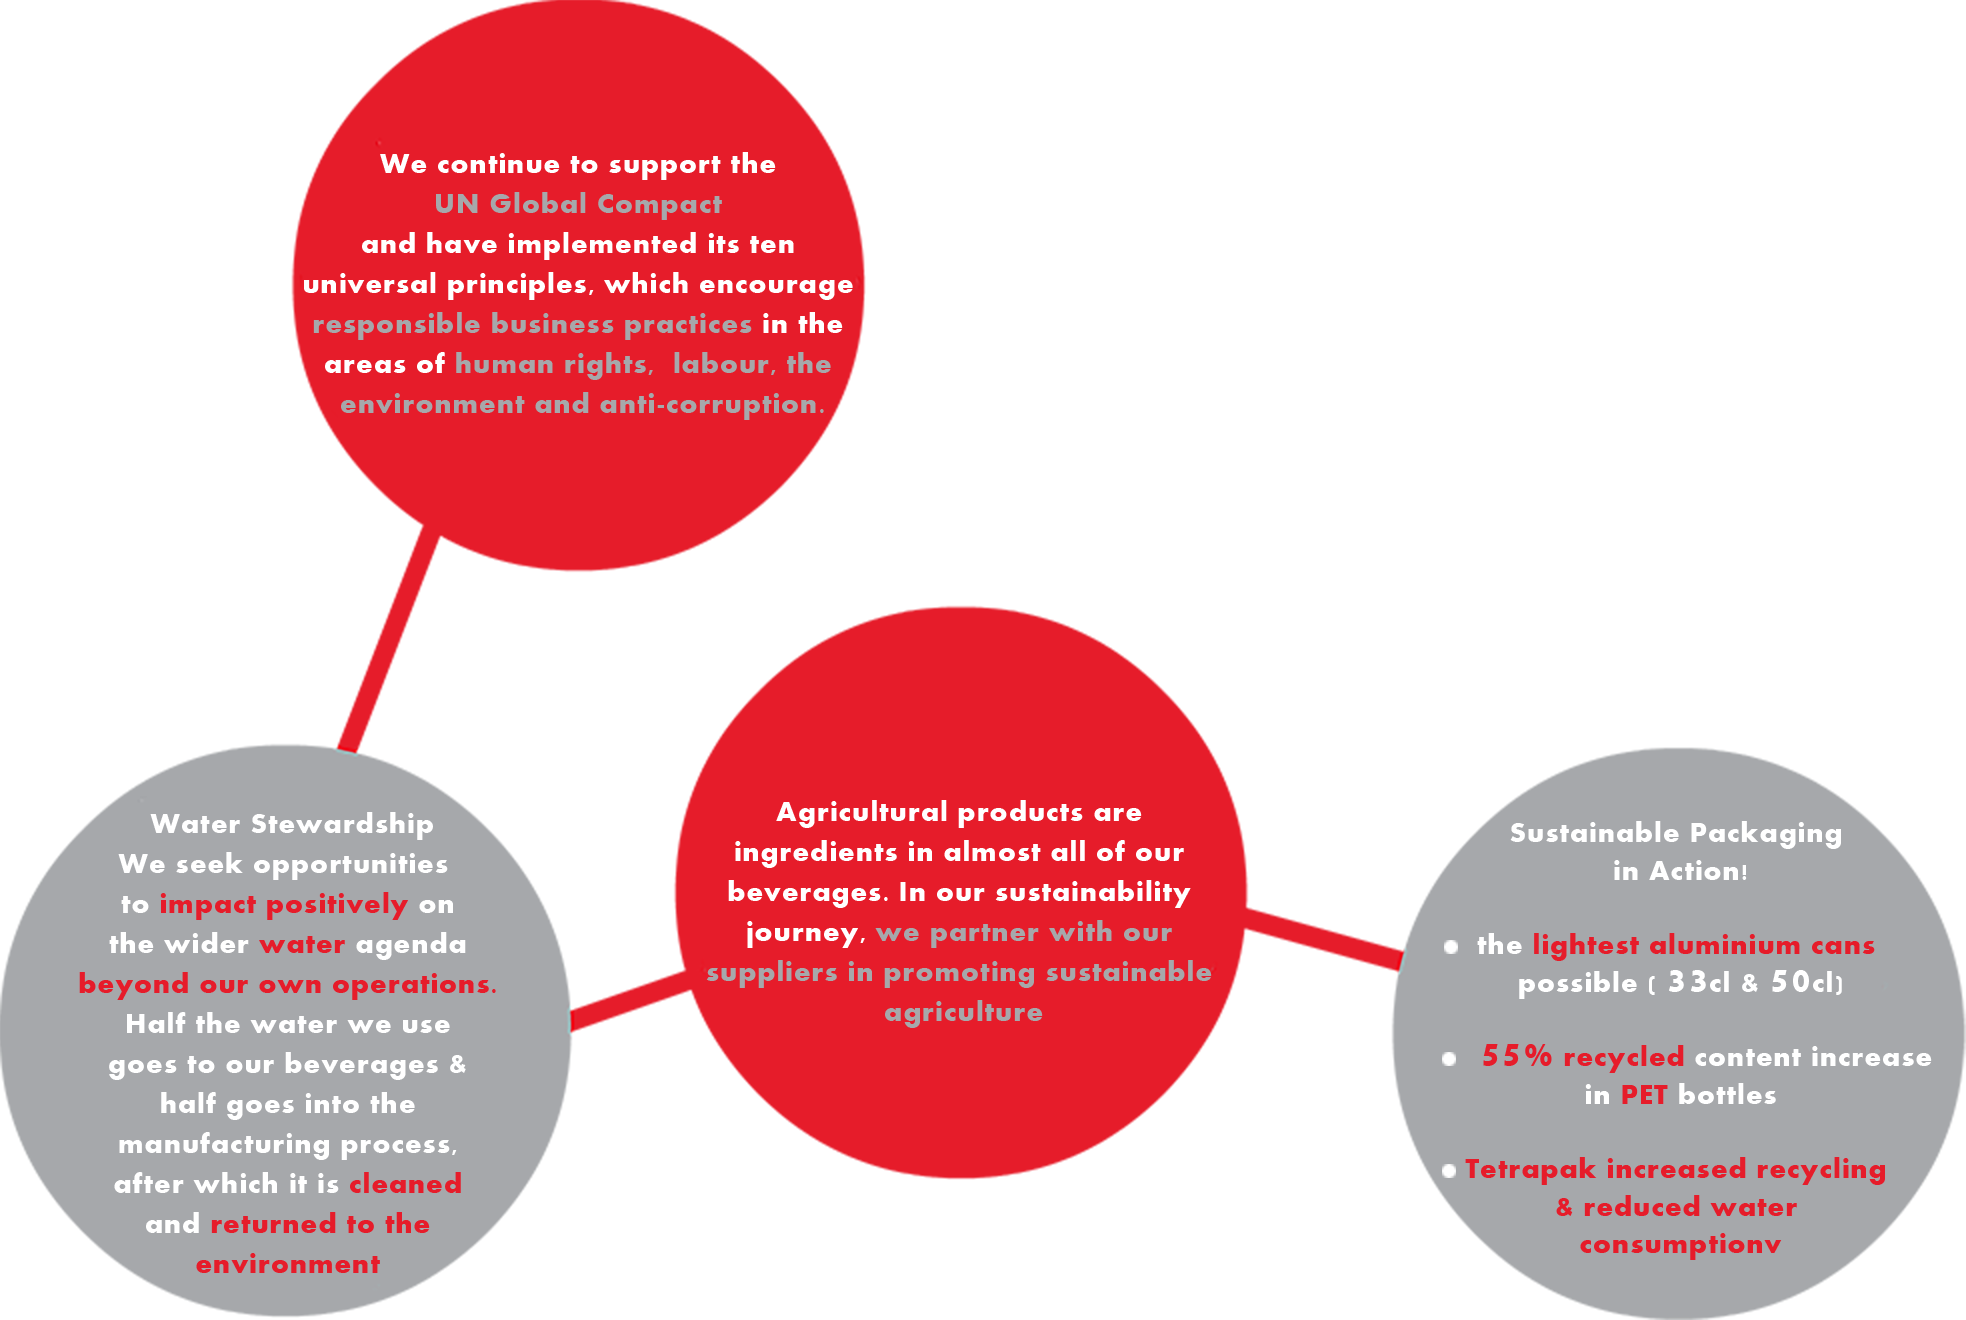 We continue to support the
UN Global Compact
and have implemented its ten
universal principles, which encourage
responsible business practices in the
areas of human rights, labour, the
environment and anti-corruption.
Water Stewardship
We seek opportunities
to impact positively on
the wider water agenda
beyond our own operations.
Half the water we use
goes to our beverages &
half goes into the
manufacturing process,
after which it is cleaned
and returned to the
environment
Agricultural products are
ingredients in almost all of our
beverages. In our sustainability
journey, we partner with our
suppliers in promoting sustainable
agriculture
Sustainable Packaging
in Action!
• the lightest aluminium cans
possible ( 33cl & 50cl)
• 55% recycled content increase
in PET bottles
• Tetrapak increased recycling
& reduced water
consumptionv